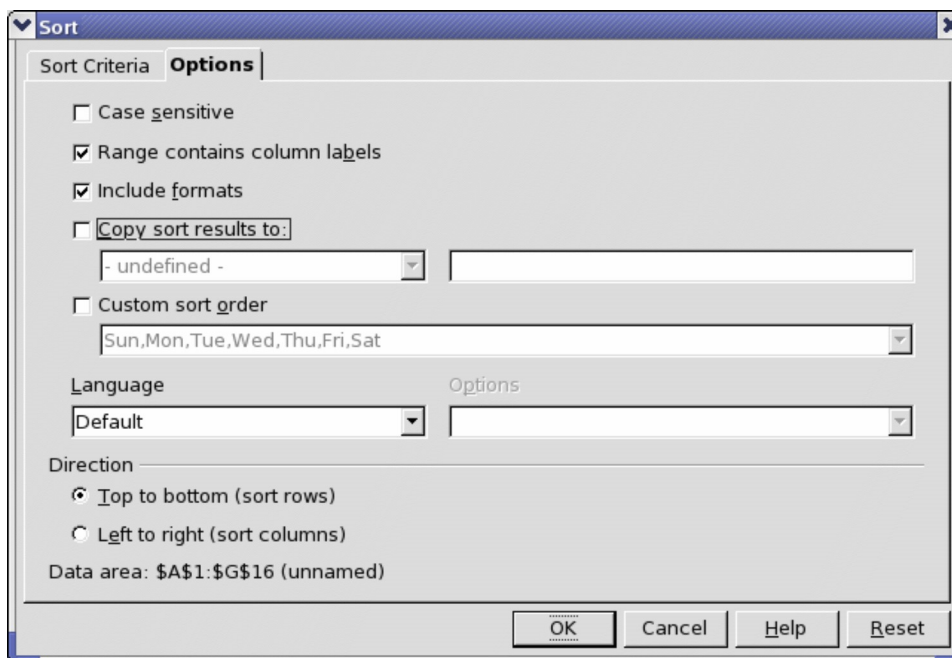 Sort
Sort Criteria Options
Case sensitive
Range contains column labels
Include formats
Copy sort results to:
- undefined -
Custom sort order
Sun,Mon,Tue,Wed,Thu,Fri,Sat
Language Options
Default
Direction
Top to bottom (sort rows)
Left to right (sort columns)
Data area: $A$1:$G$16 (unnamed)
OK Cancel Help Reset